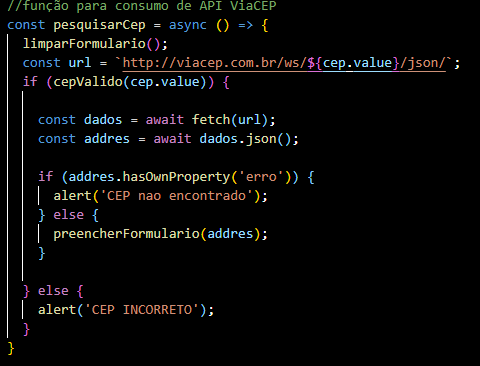 //função para consumo de API ViaCEP
const pesquisarCep = async () => {
  limparFormulario();
  const url = `http://viacep.com.br/ws/${cep.value}/json/`;
  if (cepValido(cep.value)) {
    const dados = await fetch(url);
    const addres = await dados.json();
    if (addres.hasOwnProperty('erro')) {
      alert('CEP nao encontrado');
    } else {
      preencherFormulario(addres);
    }
  } else {
    alert('CEP INCORRETO');
  }
}